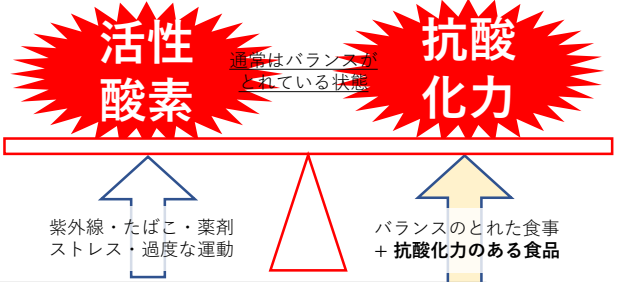 活性
酸素
通常はバランスが
とれている状態
抗酸
化力
紫外線・たばこ・薬剤
ストレス・過度な運動
バランスのとれた食事
+ 抗酸化力のある食品